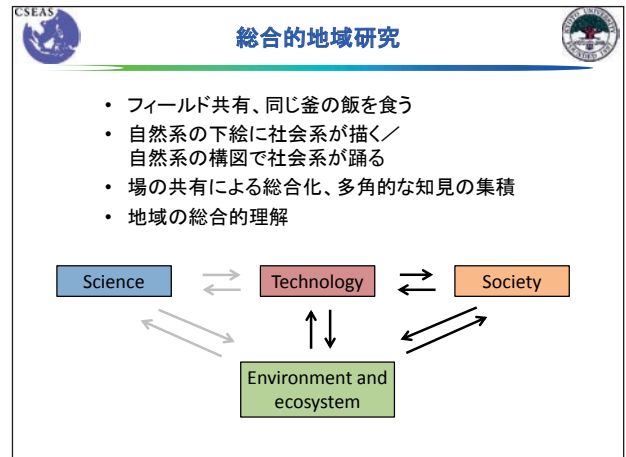 CSEAS
総合的地域研究
KYOTO UNIVERSITY
FOUNDED 1897
• フィールド共有、同じ釜の飯を食う
• 自然系の下絵に社会系が描く／
自然系の構図で社会系が踊る
• 場の共有による総合化、多角的な知見の集積
• 地域の総合的理解
Science
Technology
Society
Environment and
ecosystem